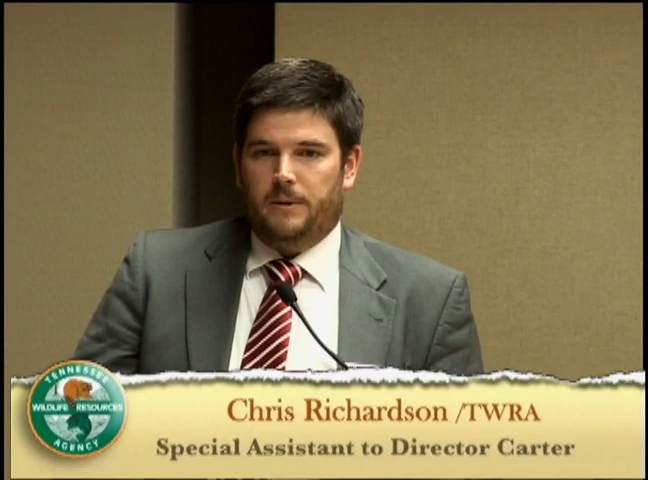 TENNESSEE
WILDLIFE RESOURCES
AGENCY
Chris Richardson /TWRA
Special Assistant to Director Carter